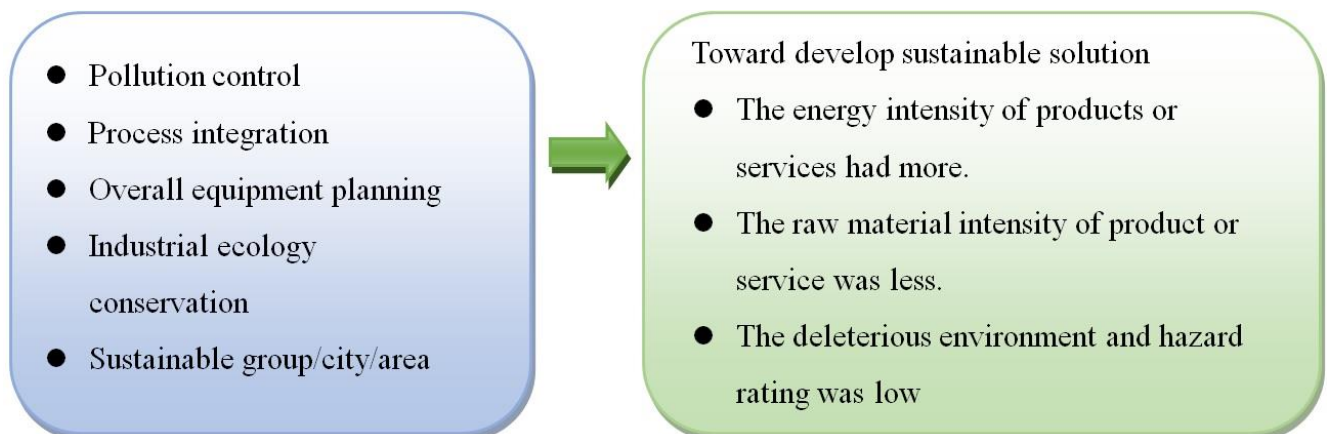 ● Pollution control
● Process integration
● Overall equipment planning
● Industrial ecology
conservation
● Sustainable group/city/area
Toward develop sustainable solution
● The energy intensity of products or
services had more.
● The raw material intensity of product or
service was less.
● The deleterious environment and hazard
rating was low